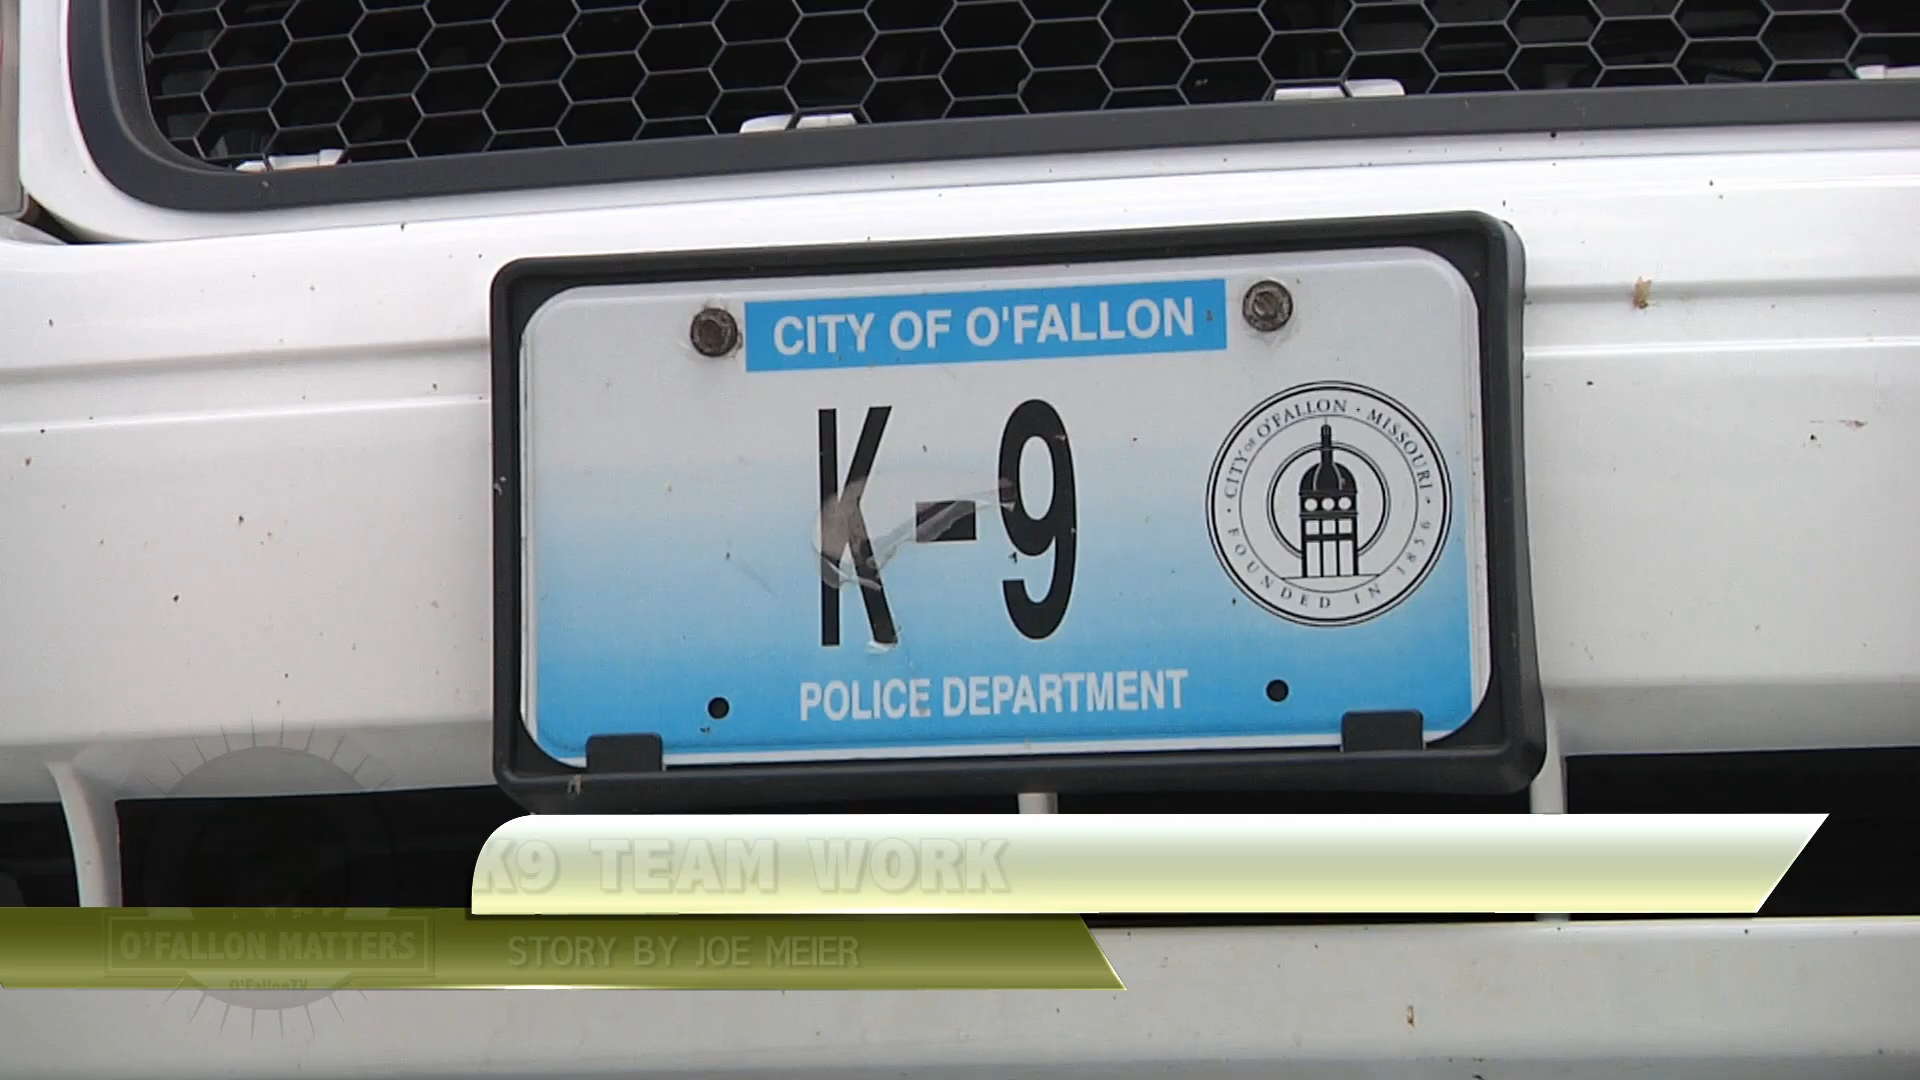 CITY OF O'FALLON
K-9
CITY OF O'FALLON · MISSOURI
FOUNDED IN 1856
POLICE DEPARTMENT
K9 TEAM WORK
O'FALLON MATTERS
STORY BY JOE MEIER
O'FallonTV